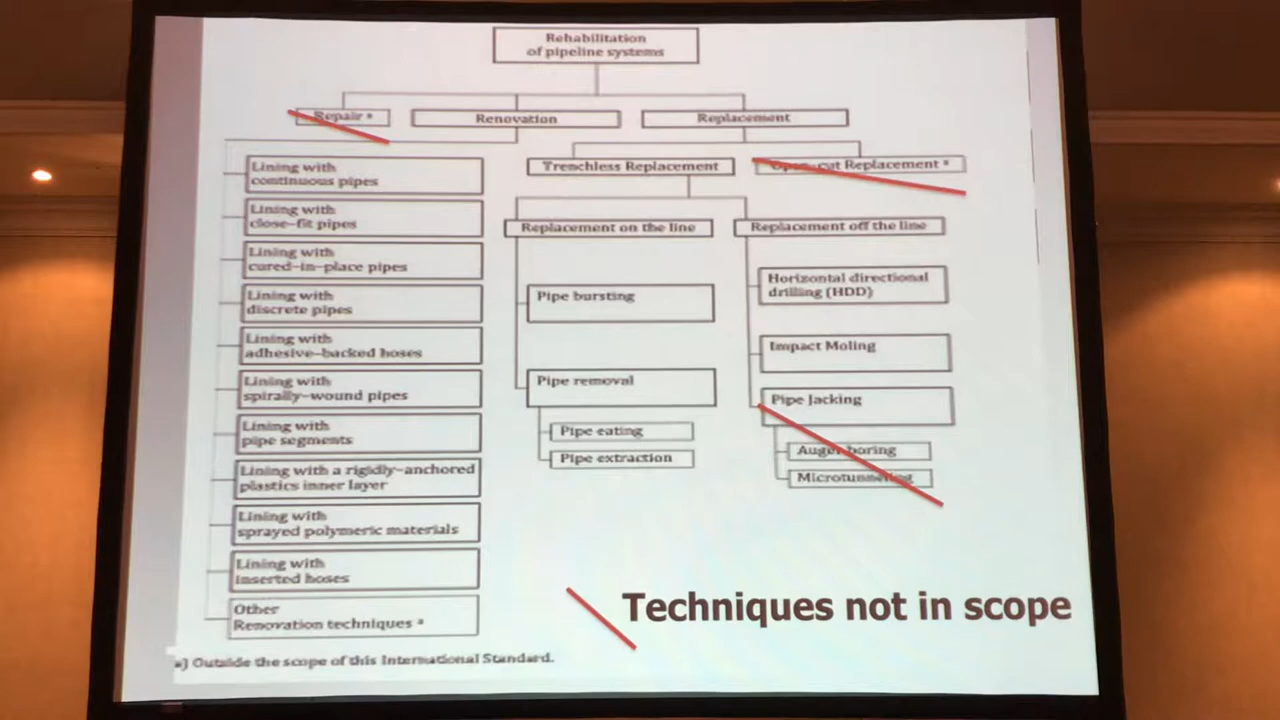 Rehabilitation
of pipeline systems
Repair ª
Renovation
Replacement
Lining with
continuous pipes
Lining with
close-fit pipes
Lining with
cured-in-place pipes
Lining with
discrete pipes
Lining with
adhesive-backed hoses
Lining with
spirally-wound pipes
Lining with
pipe segments
Lining with a rigidly-anchored
plastics inner layer
Lining with
sprayed polymeric materials
Lining with
inserted hoses
Other
Renovation techniques ª
Trenchless Replacement
Open-cut Replacement ª
Replacement on the line
Pipe bursting
Pipe removal
Pipe eating
Pipe extraction
Replacement off the line
Horizontal directional
drilling (HDD)
Impact Moling
Pipe Jacking
Auger boring
Microtunneling
Techniques not in scope
a) Outside the scope of this International Standard.